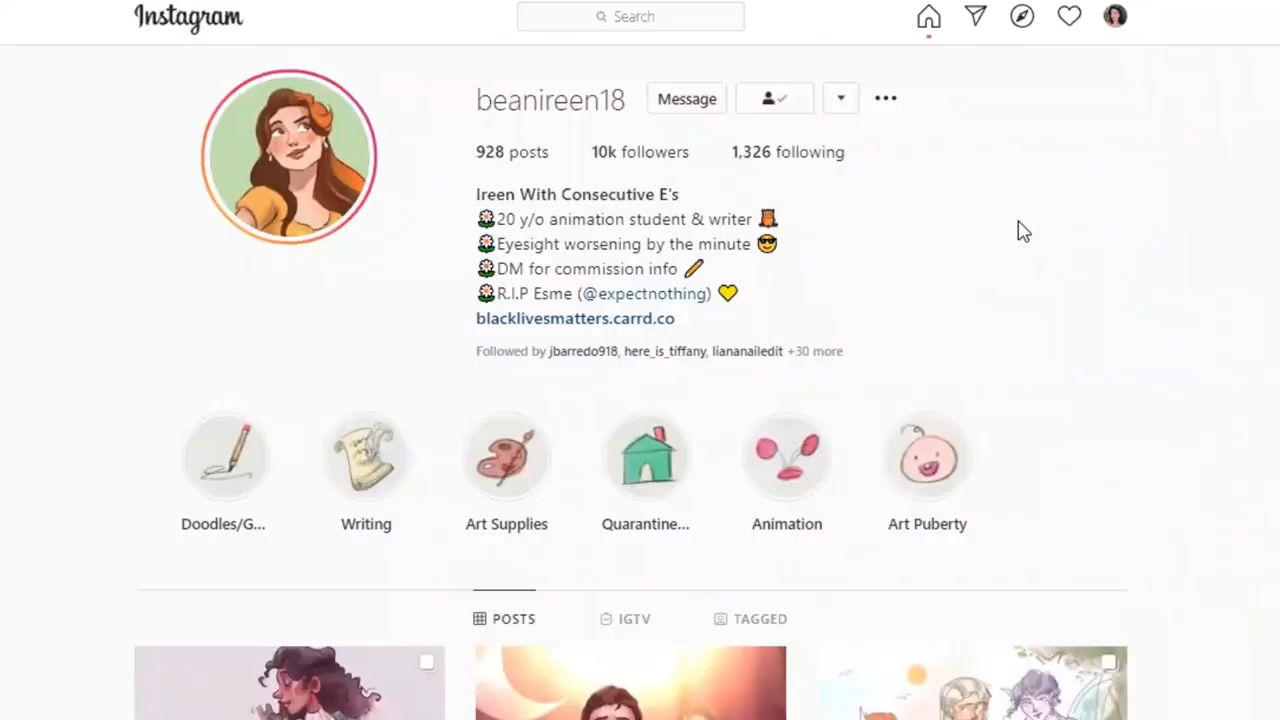 Instagram
Search
beanireen18 Message
928 posts 10k followers 1,326 following
Ireen With Consecutive E's
20 y/o animation student & writer
Eyesight worsening by the minute
DM for commission info
R.I.P Esme (@expectnothing)
blacklivesmatters.carrd.co
Followed by jbarredo918, here_is_tiffany, liananailedit +30 more
Doodles/G... Writing Art Supplies Quarantine... Animation Art Puberty
POSTS IGTV TAGGED